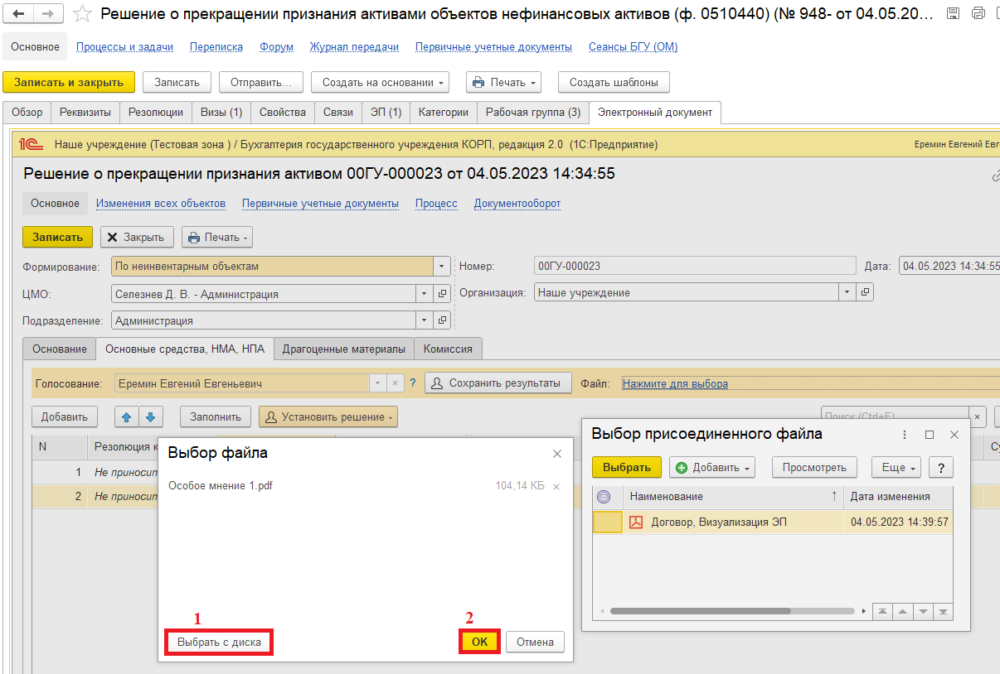 Решение о прекращении признания активами объектов нефинансовых активов (ф. 0510440) (№ 948- от 04.05.20...
Основное Процессы и задачи Переписка Форум Журнал передачи Первичные учетные документы Сеансы БГУ (ОМ)
Записать и закрыть Записать Отправить... Создать на основании Печать Создать шаблоны
Обзор Реквизиты Резолюции Визы (1) Свойства Связи ЭП (1) Категории Рабочая группа (3) Электронный документ
1С Наше учреждение (Тестовая зона ) / Бухгалтерия государственного учреждения КОРП, редакция 2.0 (1С:Предприятие) Еремин Евгений Евг
Решение о прекращении признания активом 00ГУ-000023 от 04.05.2023 14:34:55
Основное Изменения всех объектов Первичные учетные документы Процесс Документооборот
Записать Закрыть Печать
Формирование: По неинвентарным объектам Номер: 00ГУ-000023 Дата: 04.05.2023 14:34:55
ЦМО: Селезнев Д. В. - Администрация Организация: Наше учреждение
Подразделение: Администрация
Основание Основные средства, НМА, НПА Драгоценные материалы Комиссия
Голосование: Еремин Евгений Евгеньевич × ? Сохранить результаты Файл: Нажмите для выбора
Добавить Заполнить Установить решение Поиск (Ctrl+F) ×
N Резолюция к Су
1 Не приносит
2 Не приносит
Выбор файла
Особое мнение 1.pdf 104,14 КБ ×
1 2
Выбрать с диска OK Отмена
Выбор присоединенного файла
Выбрать Добавить Просмотреть Еще ?
Наименование ↑ Дата изменения
Договор, Визуализация ЭП 04.05.2023 14:39:57